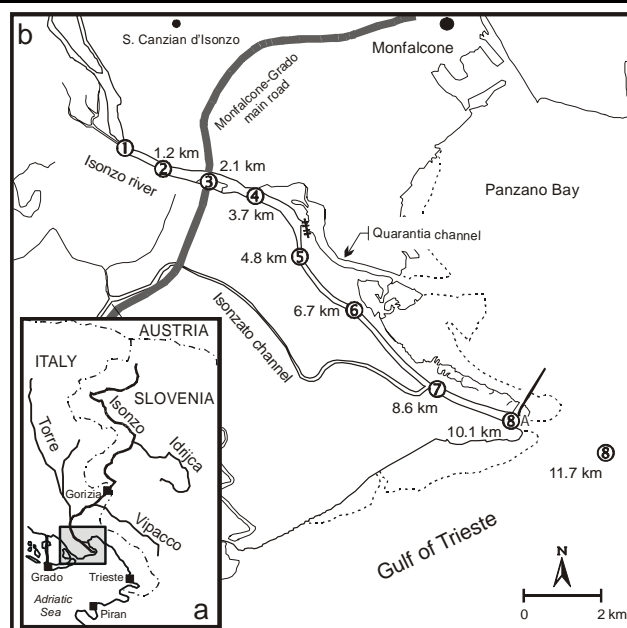 b
S. Canzian d'Isonzo
Monfalcone
Monfalcone-Grado
main road
1
1.2 km
2
2.1 km
3
Isonzo river
4
3.7 km
Panzano Bay
Quarantia channel
4.8 km
5
Isonzato channel
6.7 km
6
7
8.6 km
8
A
10.1 km
8
11.7 km
Gulf of Trieste
N
0
2 km
AUSTRIA
ITALY
SLOVENIA
Torre
Isonzo
Idrijca
Gorizia
Vipacco
Grado
Trieste
Adriatic
Sea
Piran
a